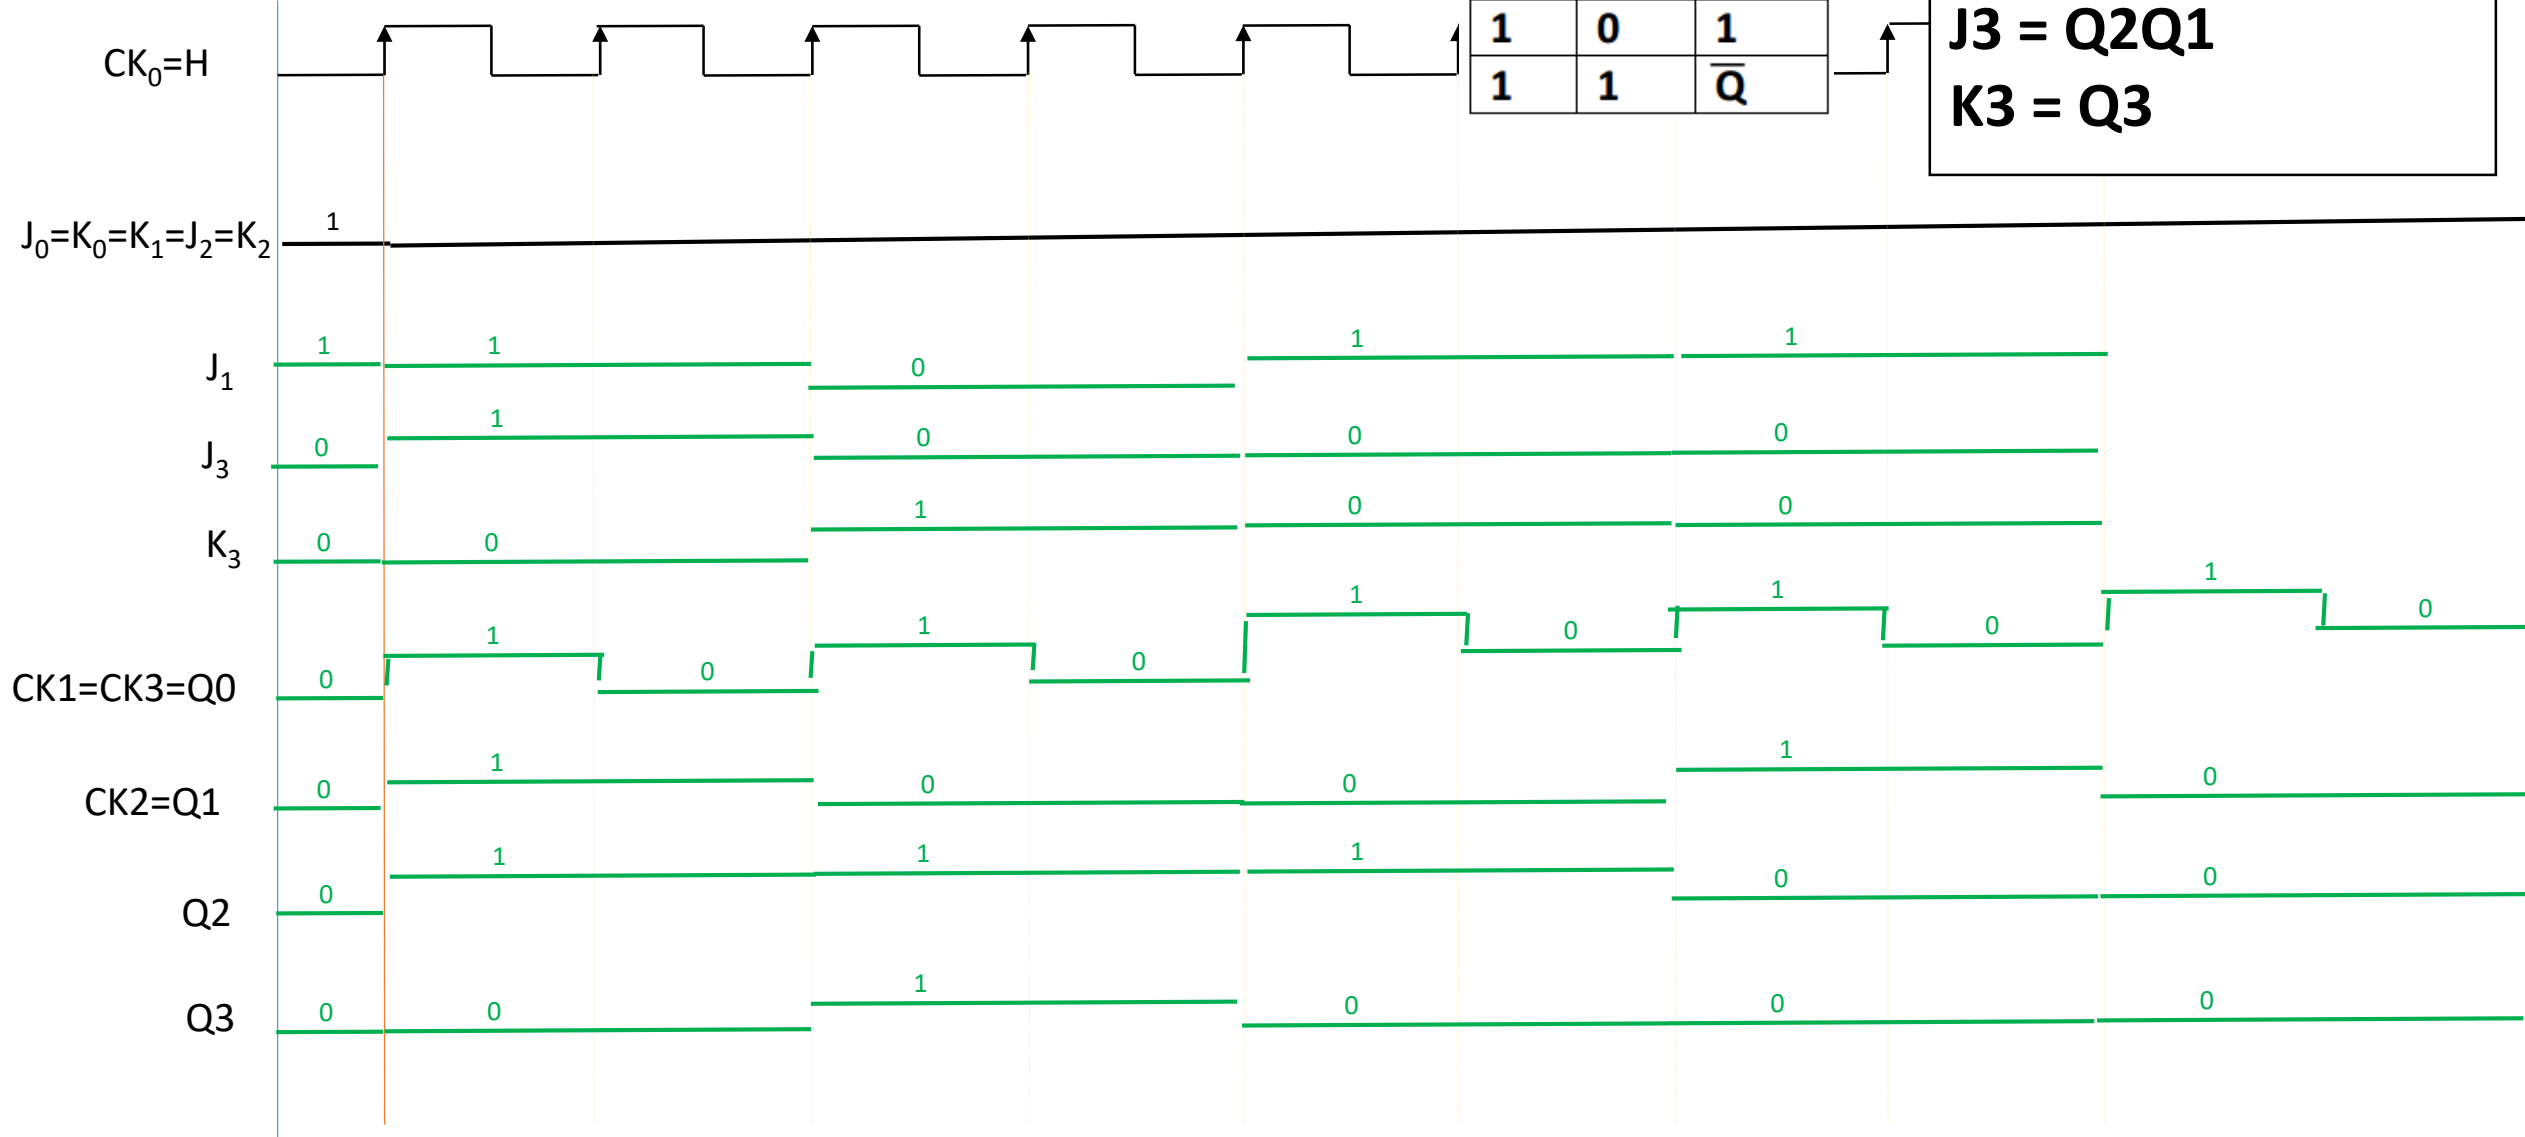 1 0 1
1 1 Q̅
J3 = Q2Q1
K3 = Q3
CK₀=H
J₀=K₀=K₁=J₂=K₂ 1
J₁ 1 1 0 1 1
J₃ 0 1 0 0 0
K₃ 0 0 1 0 0
CK1=CK3=Q0 0 1 0 1 0 1 0 1 0 1 0
CK2=Q1 0 1 0 0 1 0
Q2 0 1 1 1 0 0
Q3 0 0 1 0 0 0